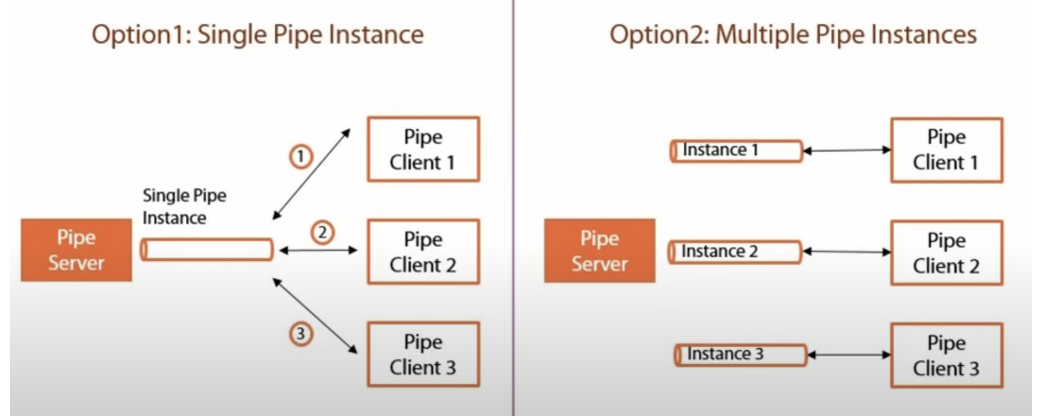 Option1: Single Pipe Instance
Pipe
Client 1
1
Single Pipe
Instance
Pipe
Server
2
Pipe
Client 2
3
Pipe
Client 3
Option2: Multiple Pipe Instances
Instance 1
Pipe
Client 1
Pipe
Server
Instance 2
Pipe
Client 2
Instance 3
Pipe
Client 3